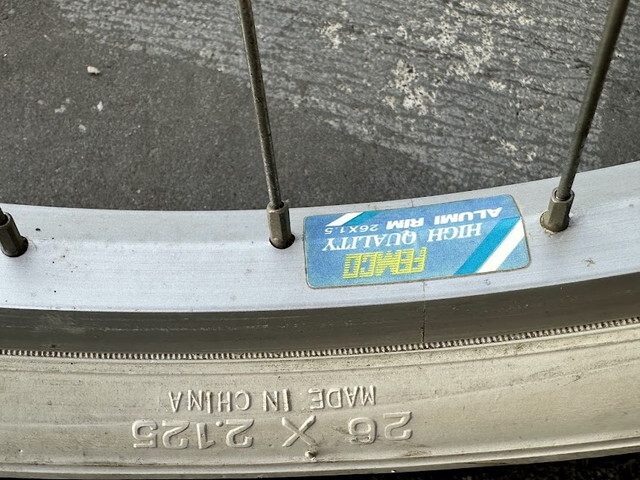 FEMCO
HIGH QUALITY
ALUMI RIM 26X1.5
26 X 2.125
MADE IN CHINA